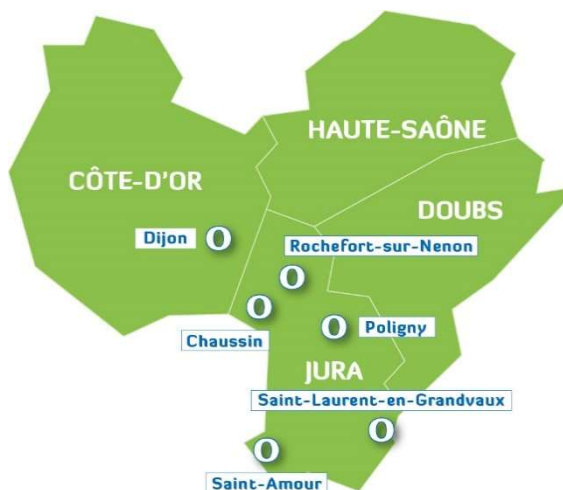 HAUTE-SAÔNE
CÔTE-D'OR
DOUBS
Dijon
Rochefort-sur-Nenon
Chaussin
Poligny
JURA
Saint-Laurent-en-Grandvaux
Saint-Amour